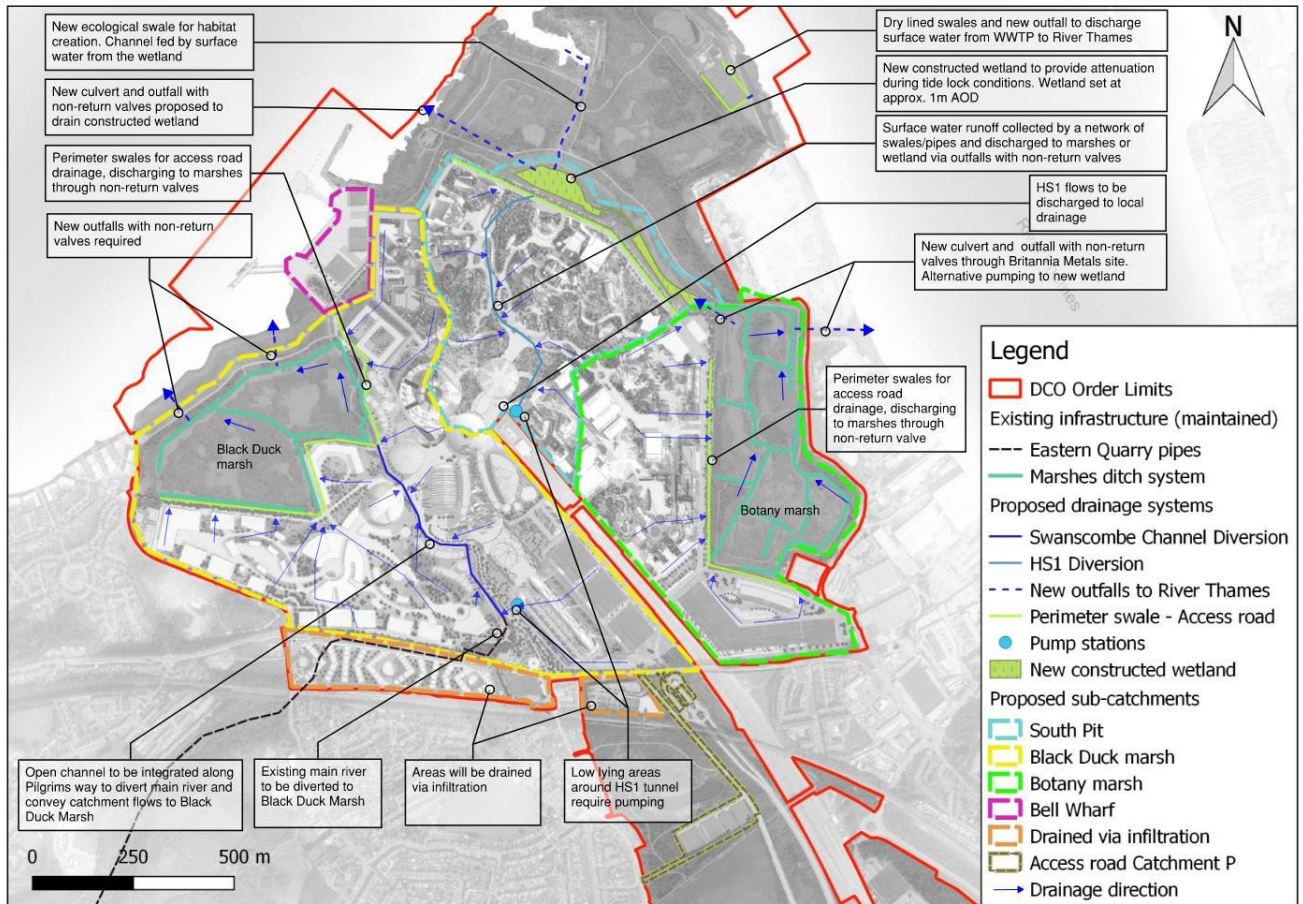 New ecological swale for habitat
creation. Channel fed by surface
water from the wetland
New culvert and outfall with
non-return valves proposed to
drain constructed wetland
Perimeter swales for access road
drainage, discharging to marshes
through non-return valves
New outfalls with non-return
valves required
Dry lined swales and new outfall to discharge
surface water from WWTP to River Thames
New constructed wetland to provide attenuation
during tide lock conditions. Wetland set at
approx. 1m AOD
Surface water runoff collected by a network of
swales/pipes and discharged to marshes or
wetland via outfalls with non-return valves
HS1 flows to be
discharged to local
drainage
New culvert and outfall with non-return
valves through Britannia Metals site.
Alternative pumping to new wetland
Perimeter swales for
access road
drainage, discharging
to marshes through
non-return valve
N
Black Duck
marsh
Botany marsh
Open channel to be integrated along
Pilgrims way to divert main river and
convey catchment flows to Black
Duck Marsh
Existing main river
to be diverted to
Black Duck Marsh
Areas will be drained
via infiltration
Low lying areas
around HS1 tunnel
require pumping
0 250 500 m
Legend
DCO Order Limits
Existing infrastructure (maintained)
Eastern Quarry pipes
Marshes ditch system
Proposed drainage systems
Swanscombe Channel Diversion
HS1 Diversion
New outfalls to River Thames
Perimeter swale - Access road
Pump stations
New constructed wetland
Proposed sub-catchments
South Pit
Black Duck marsh
Botany marsh
Bell Wharf
Drained via infiltration
Access road Catchment P
Drainage direction